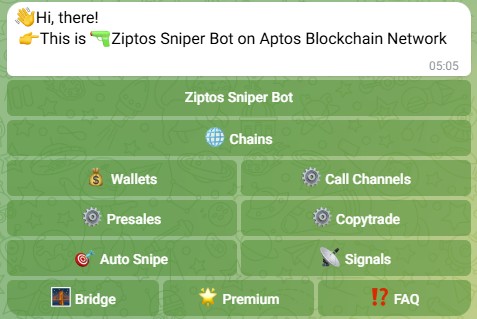 👋Hi, there!
👉This is 🔫Ziptos Sniper Bot on Aptos Blockchain Network
05:05
Ziptos Sniper Bot
🌐 Chains
💰 Wallets
⚙️ Call Channels
⚙️ Presales
⚙️ Copytrade
🎯 Auto Snipe
📡 Signals
🌉 Bridge
🌟 Premium
⁉️ FAQ